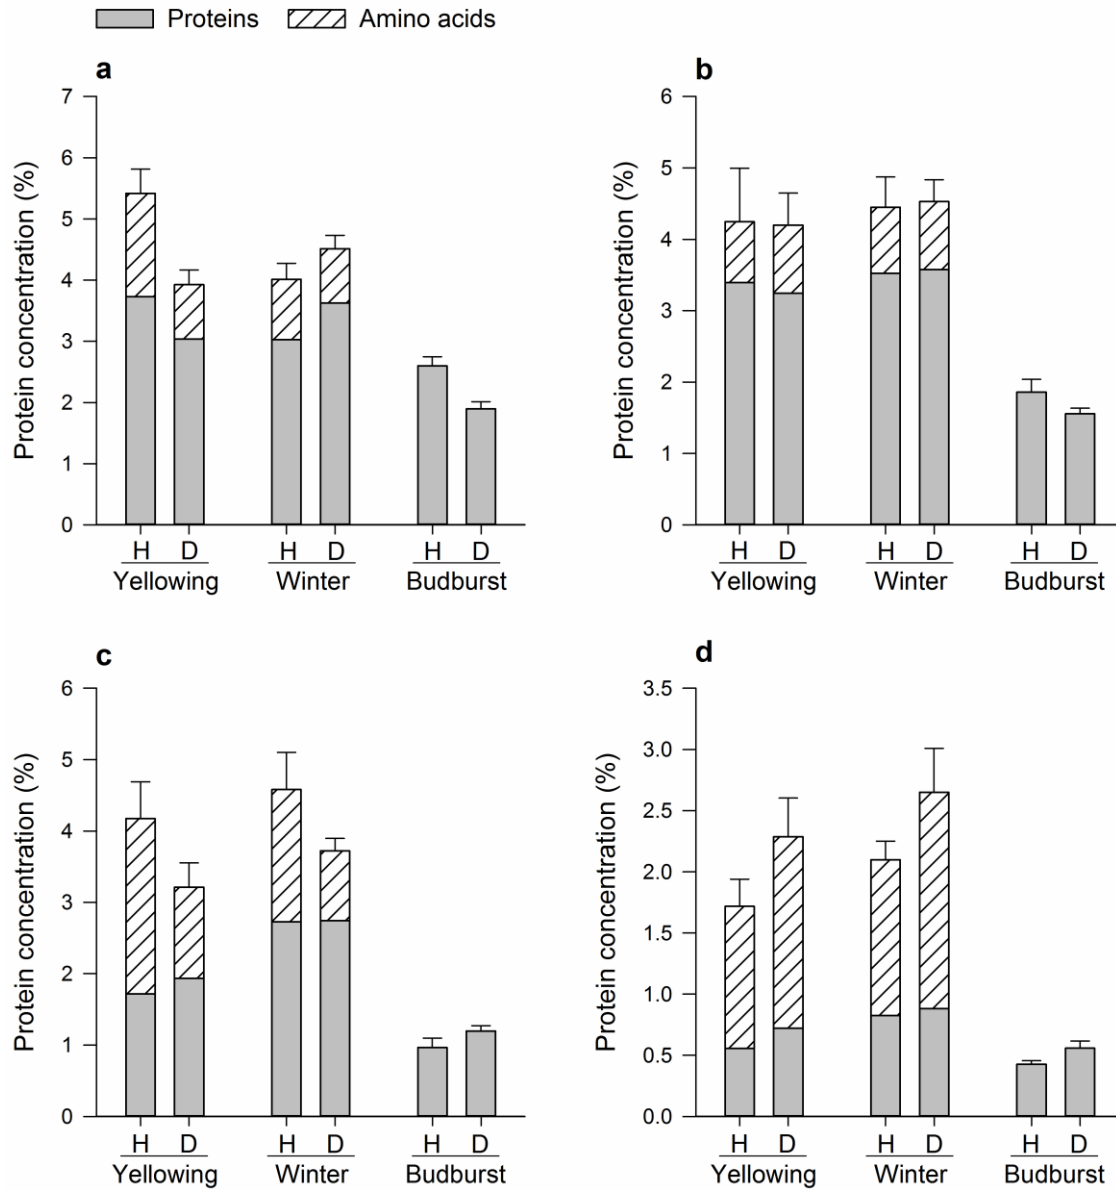 Proteins Amino acids
a
Protein concentration (%)
7
6
5
4
3
2
1
0
H D H D H D
Yellowing Winter Budburst
b
Protein concentration (%)
6
5
4
3
2
1
0
H D H D H D
Yellowing Winter Budburst
c
Protein concentration (%)
6
5
4
3
2
1
0
H D H D H D
Yellowing Winter Budburst
d
Protein concentration (%)
3.5
3.0
2.5
2.0
1.5
1.0
0.5
0.0
H D H D H D
Yellowing Winter Budburst